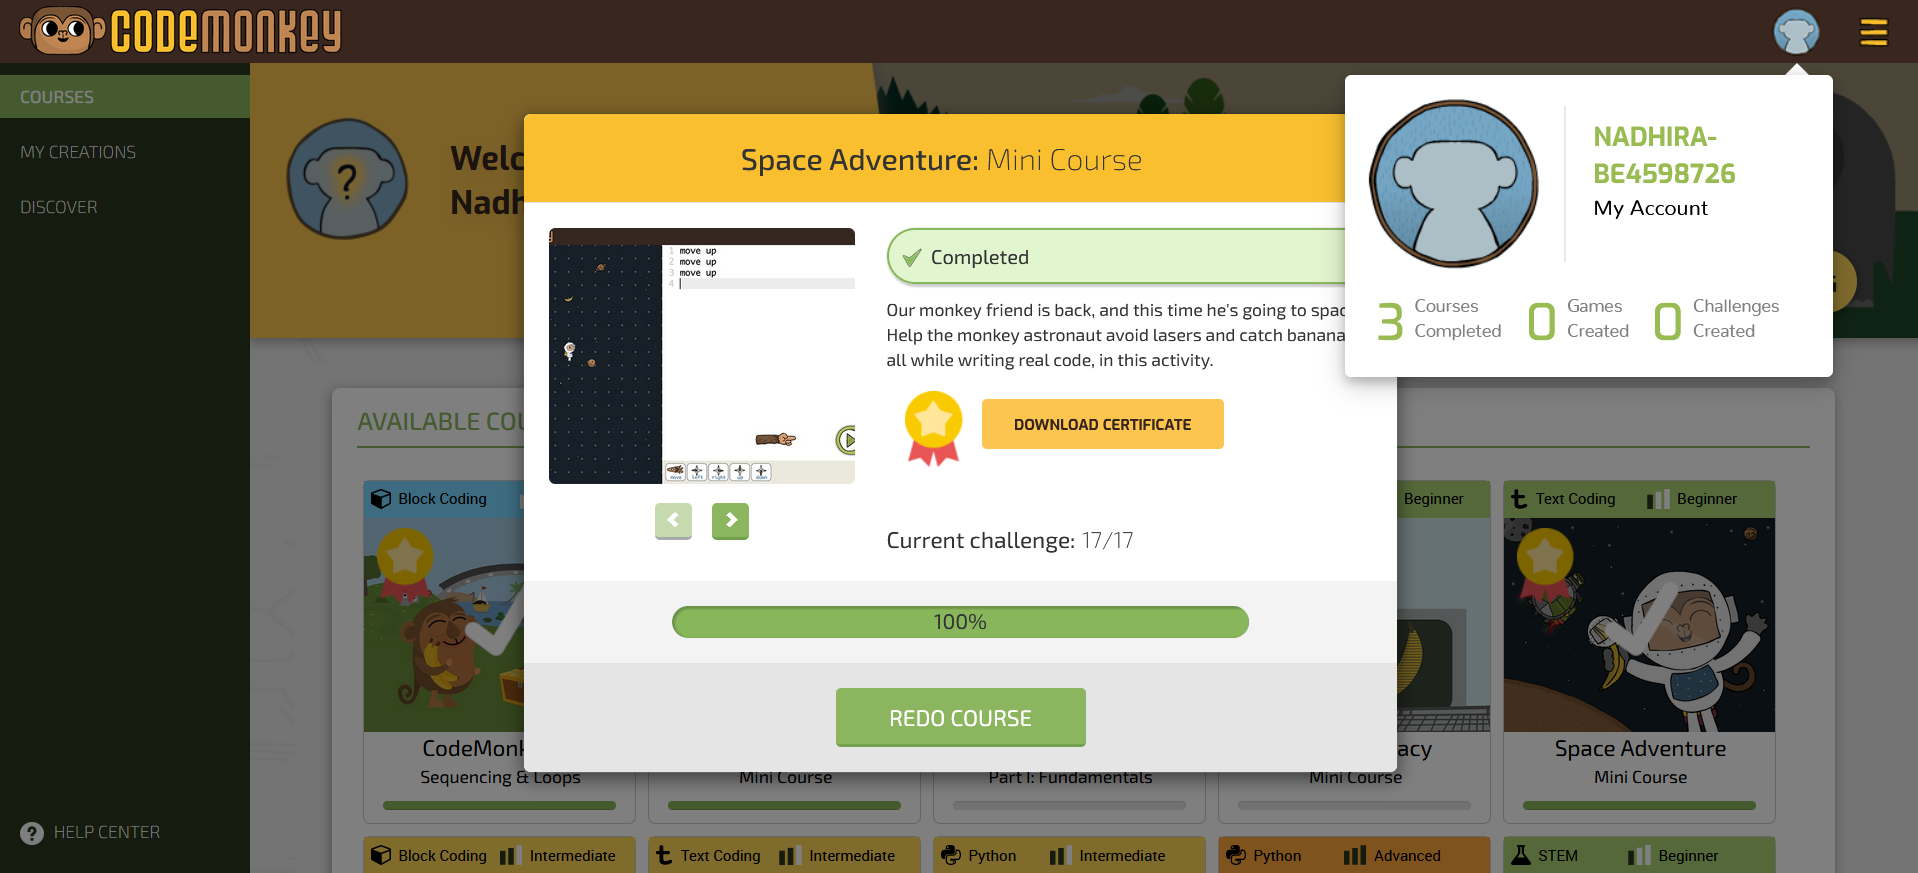 CODEMONKEY
COURSES
MY CREATIONS
DISCOVER
HELP CENTER
?
Welc
Nadh
Space Adventure: Mini Course
1 move up
2 move up
3 move up
4
move left right up down
Completed
Our monkey friend is back, and this time he's going to spac
Help the monkey astronaut avoid lasers and catch banana
all while writing real code, in this activity.
DOWNLOAD CERTIFICATE
Current challenge: 17/17
100%
REDO COURSE
NADHIRA-
BE4598726
My Account
3 Courses Completed
0 Games Created
0 Challenges Created
AVAILABLE COU
Block Coding
Beginner
Text Coding Beginner
CodeMonk
Sequencing & Loops
Mini Course
Part I: Fundamentals
acy
Mini Course
Space Adventure
Mini Course
Block Coding Intermediate
Text Coding Intermediate
Python Intermediate
Python Advanced
STEM Beginner